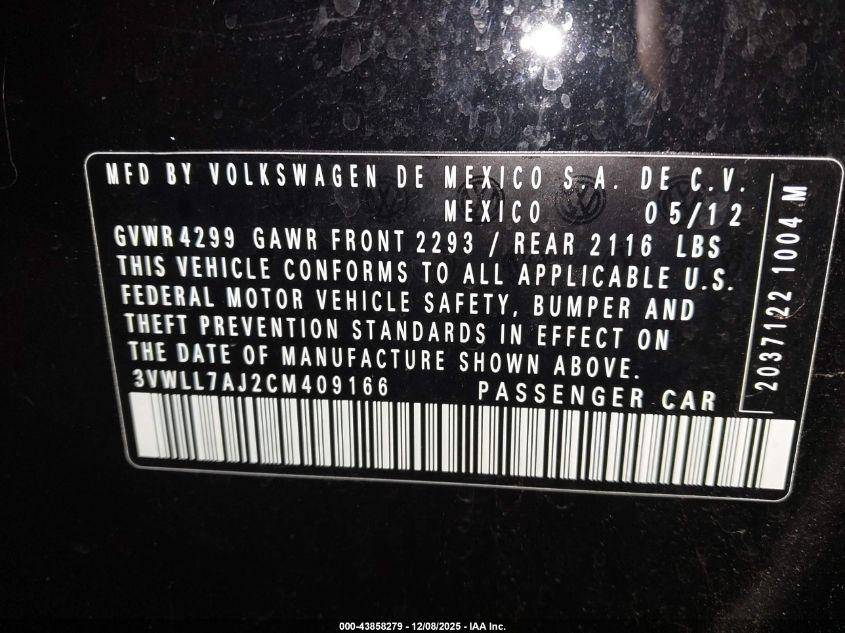 MFD BY VOLKSWAGEN DE MEXICO S.A. DE C.V.
MEXICO 05/12
GVWR 4299 GAWR FRONT 2293 / REAR 2116 LBS
THIS VEHICLE CONFORMS TO ALL APPLICABLE U.S.
FEDERAL MOTOR VEHICLE SAFETY, BUMPER AND
THEFT PREVENTION STANDARDS IN EFFECT ON
THE DATE OF MANUFACTURE SHOWN ABOVE.
3VWLL7AJ2CM409166 PASSENGER CAR
2037122 1004 M
000-43858279 - 12/08/2025 - IAA Inc.